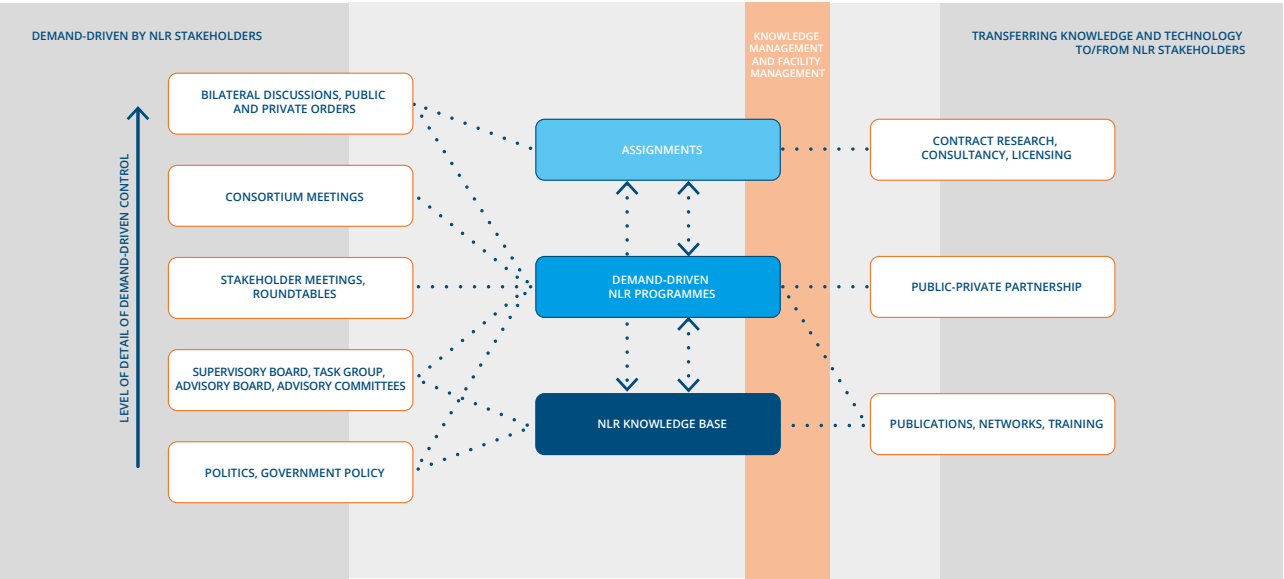 DEMAND-DRIVEN BY NLR STAKEHOLDERS
KNOWLEDGE
MANAGEMENT
AND FACILITY
MANAGEMENT
TRANSFERRING KNOWLEDGE AND TECHNOLOGY
TO/FROM NLR STAKEHOLDERS
LEVEL OF DETAIL OF DEMAND-DRIVEN CONTROL
BILATERAL DISCUSSIONS, PUBLIC
AND PRIVATE ORDERS
CONSORTIUM MEETINGS
STAKEHOLDER MEETINGS,
ROUNDTABLES
SUPERVISORY BOARD, TASK GROUP,
ADVISORY BOARD, ADVISORY COMMITTEES
POLITICS, GOVERNMENT POLICY
ASSIGNMENTS
DEMAND-DRIVEN
NLR PROGRAMMES
NLR KNOWLEDGE BASE
CONTRACT RESEARCH,
CONSULTANCY, LICENSING
PUBLIC-PRIVATE PARTNERSHIP
PUBLICATIONS, NETWORKS, TRAINING